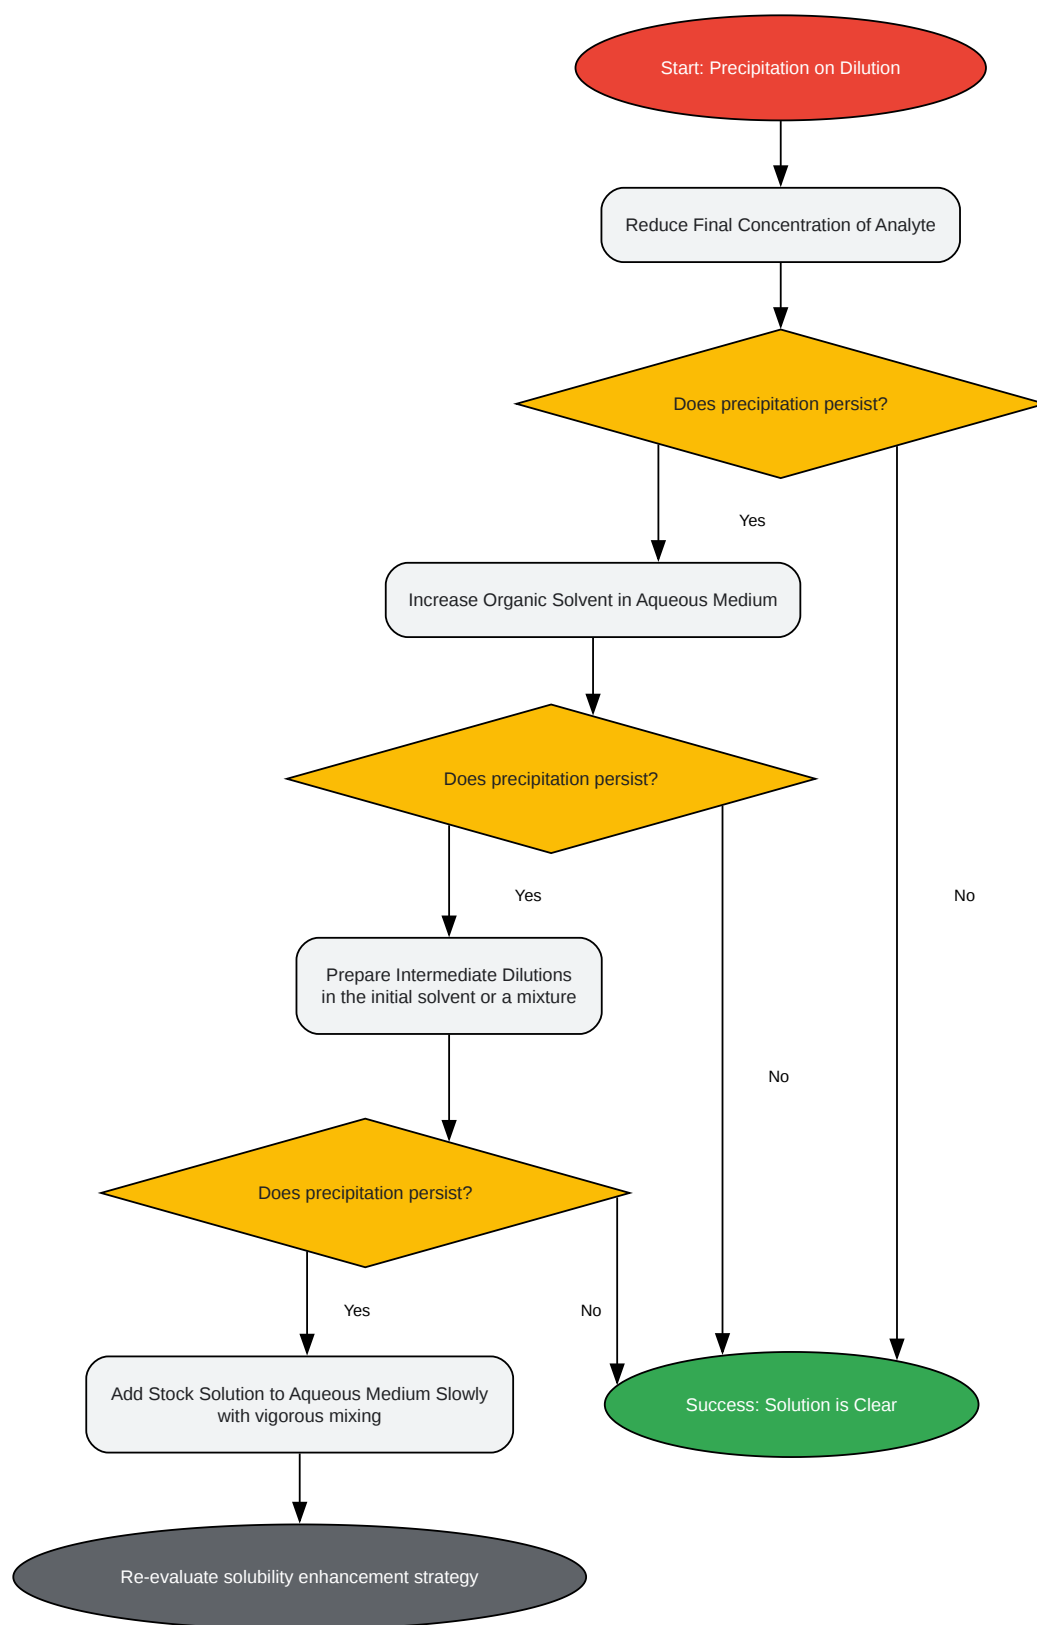 Start: Precipitation on Dilution
Reduce Final Concentration of Analyte
Does precipitation persist?
Yes
Increase Organic Solvent in Aqueous Medium
Does precipitation persist?
Yes
No
Prepare Intermediate Dilutions
in the initial solvent or a mixture
No
Does precipitation persist?
Yes
No
Add Stock Solution to Aqueous Medium Slowly
with vigorous mixing
Success: Solution is Clear
Re-evaluate solubility enhancement strategy